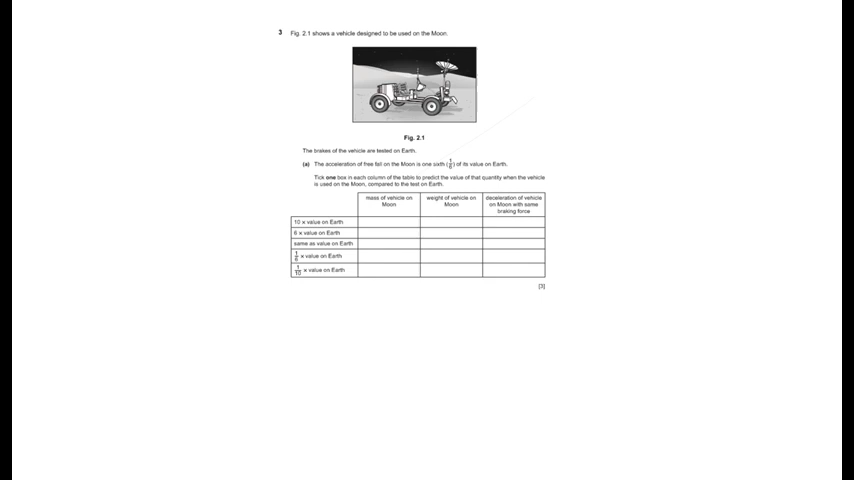 3 Fig. 2.1 shows a vehicle designed to be used on the Moon.
Fig. 2.1
The brakes of the vehicle are tested on Earth.
(a) The acceleration of free fall on the Moon is one sixth (1/6) of its value on Earth.
Tick one box in each column of the table to predict the value of that quantity when the vehicle
is used on the Moon, compared to the test on Earth.
mass of vehicle on
Moon
weight of vehicle on
Moon
deceleration of vehicle
on Moon with same
braking force
10 × value on Earth
6 × value on Earth
same as value on Earth
1/6 × value on Earth
1/10 × value on Earth
[3]